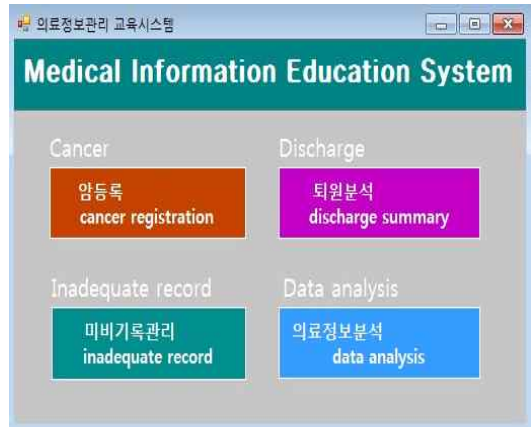 의료정보관리 교육시스템
Medical Information Education System
Cancer
암등록
cancer registration
Discharge
퇴원분석
discharge summary
Inadequate record
미비기록관리
inadequate record
Data analysis
의료정보분석
data analysis